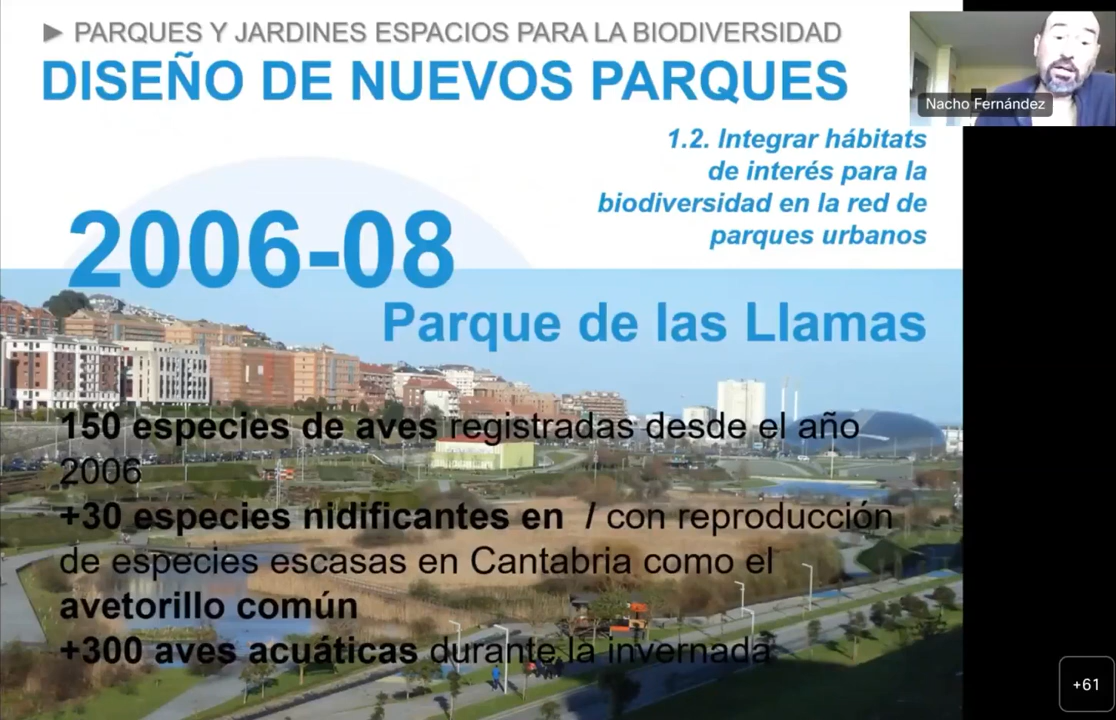 ► PARQUES Y JARDINES ESPACIOS PARA LA BIODIVERSIDAD
DISEÑO DE NUEVOS PARQUES
Nacho Fernández
1.2. Integrar hábitats
de interés para la
biodiversidad en la red de
parques urbanos
2006-08
Parque de las Llamas
150 especies de aves registradas desde el año
2006
+30 especies nidificantes en / con reproducción
de especies escasas en Cantabria como el
avetorillo común
+300 aves acuáticas durante la invernada
+61